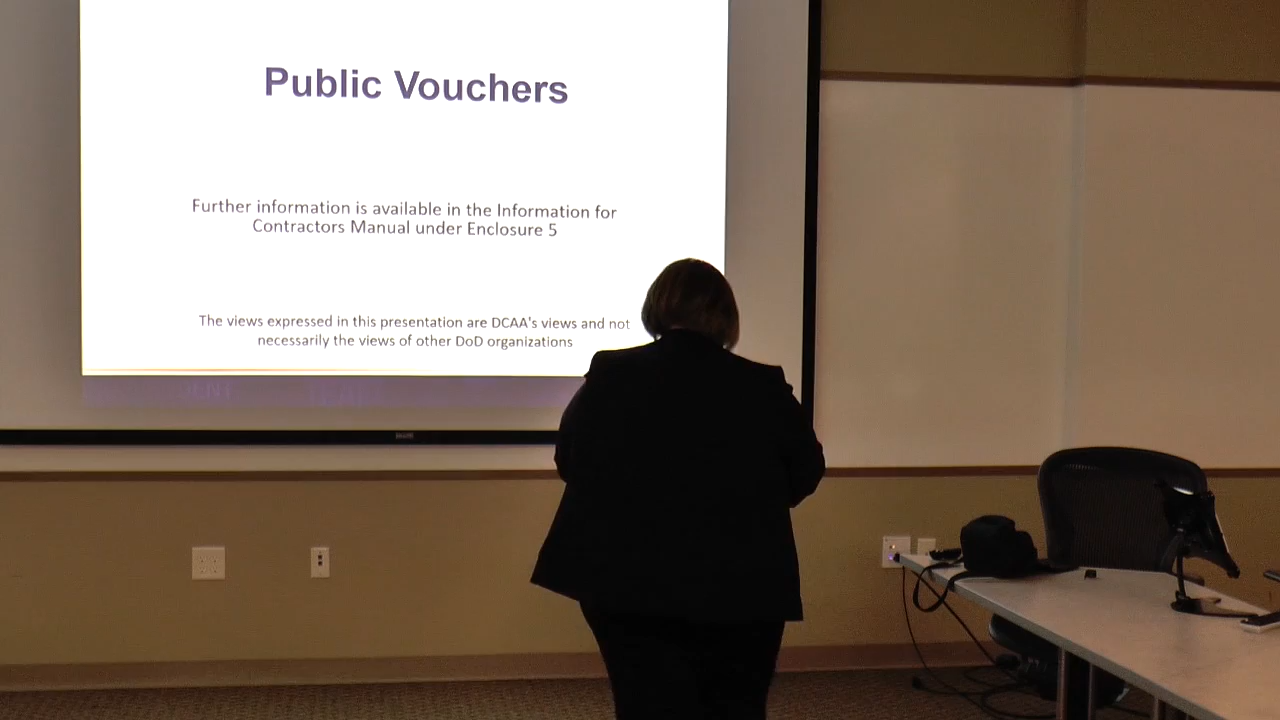 Public Vouchers
Further information is available in the Information for
Contractors Manual under Enclosure 5
The views expressed in this presentation are DCAA's views and not
necessarily the views of other DoD organizations